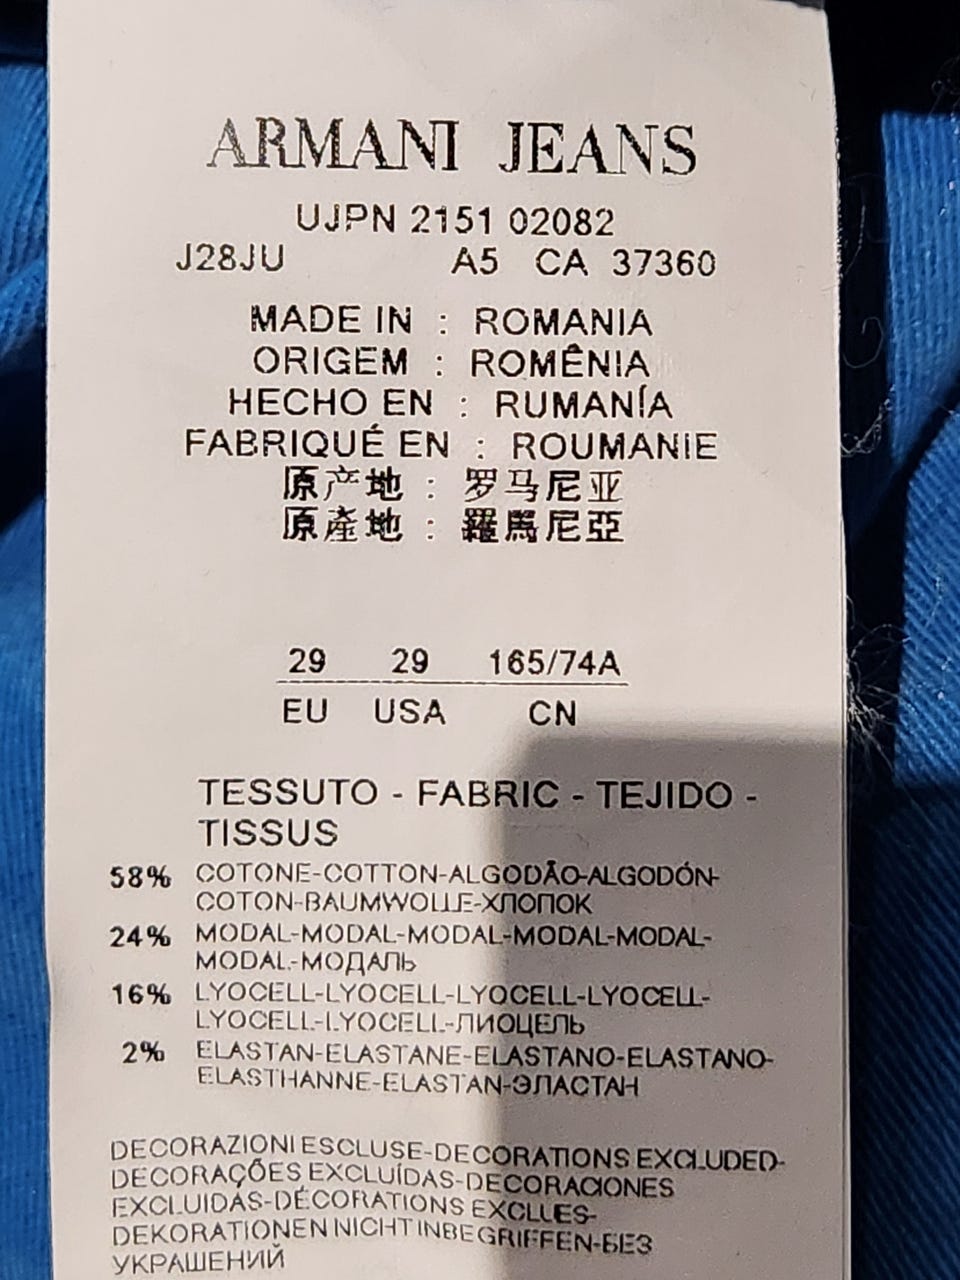 ARMANI JEANS
UJPN 2151 02082
J28JU A5 CA 37360
MADE IN : ROMANIA
ORIGEM : ROMÊNIA
HECHO EN : RUMANÍA
FABRIQUÉ EN : ROUMANIE
原产地 : 罗马尼亚
原產地 : 羅馬尼亞
29 29 165/74A
EU USA CN
TESSUTO - FABRIC - TEJIDO -
TISSUS
58% COTONE-COTTON-ALGODÃO-ALGODÓN-
COTON-BAUMWOLLE-ХЛОПОК
24% MODAL-MODAL-MODAL-MODAL-MODAL-
MODAL-МОДАЛЬ
16% LYOCELL-LYOCELL-LYOCELL-LYOCELL-
LYOCELL-LYOCELL-ЛИОЦЕЛЬ
2% ELASTAN-ELASTANE-ELASTANO-ELASTANO-
ELASTHANNE-ELASTAN-ЭЛАСТАН
DECORAZIONI ESCLUSE-DECORATIONS EXCLUDED-
DECORAÇÕES EXCLUÍDAS-DECORACIONES
EXCLUIDAS-DÉCORATIONS EXCLUES-
DEKORATIONEN NICHT INBEGRIFFEN-БЕЗ
УКРАШЕНИЙ